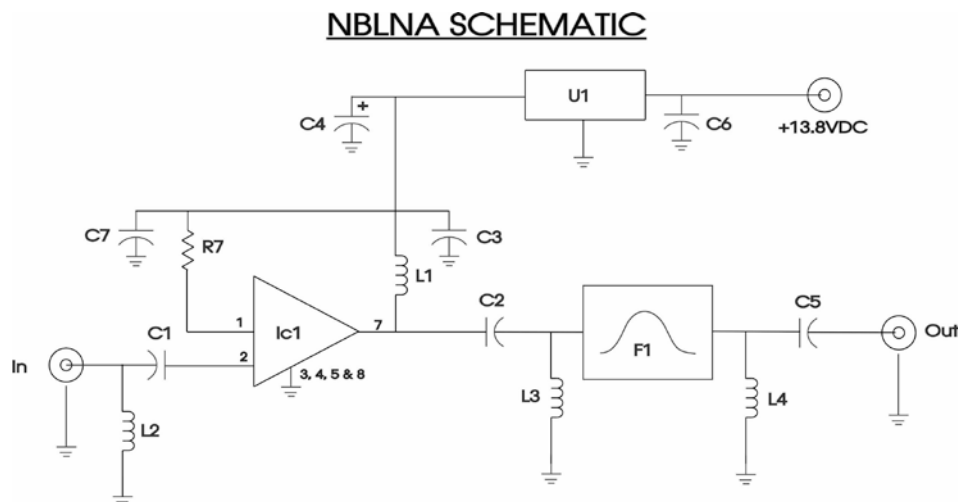 NBLNA SCHEMATIC
U1
+
C4
C6
+13.8VDC
C7
R7
C3
L1
C2
C5
1
Ic1
7
C1
2
F1
Out
In
3, 4, 5 & 8
L3
L4
L2